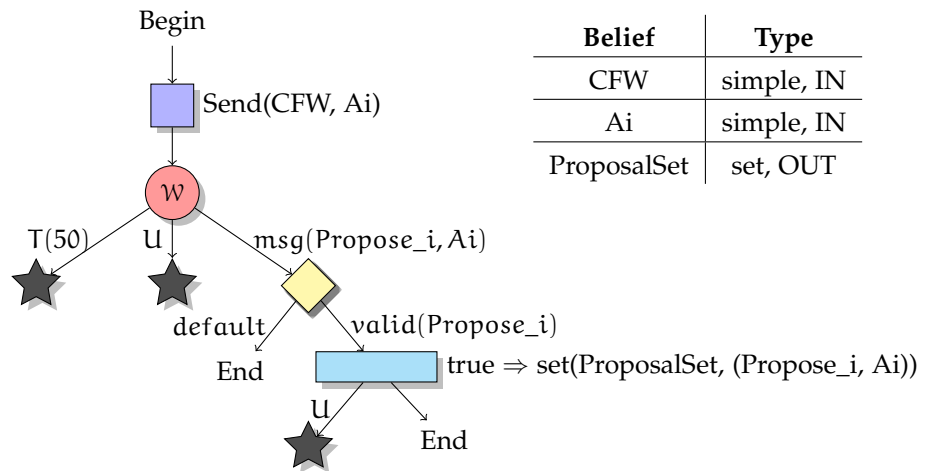 Begin
Belief Type
CFW simple, IN
Ai simple, IN
ProposalSet set, OUT
Send(CFW, Ai)
W
T(50) U msg(Propose_i, Ai)
default valid(Propose_i)
End
true ⇒ set(ProposalSet, (Propose_i, Ai))
U
End